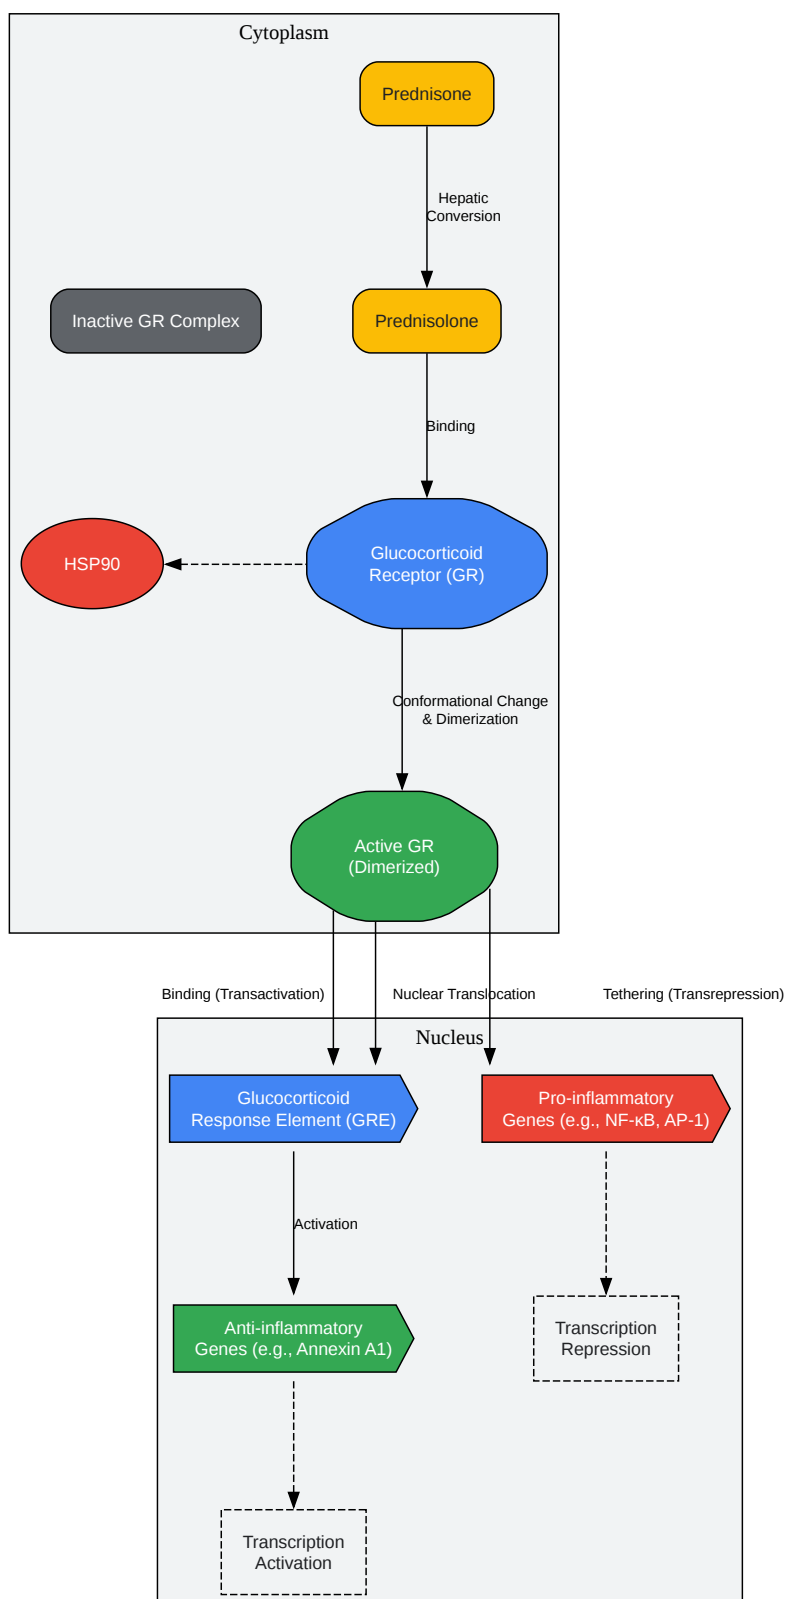 Cytoplasm
Prednisone
Hepatic
Conversion
Inactive GR Complex
Prednisolone
Binding
HSP90
Glucocorticoid
Receptor (GR)
Conformational Change
& Dimerization
Active GR
(Dimerized)
Binding (Transactivation)
Nuclear Translocation
Tethering (Transrepression)
Nucleus
Glucocorticoid
Response Element (GRE)
Pro-inflammatory
Genes (e.g., NF-κB, AP-1)
Activation
Anti-inflammatory
Genes (e.g., Annexin A1)
Transcription
Repression
Transcription
Activation